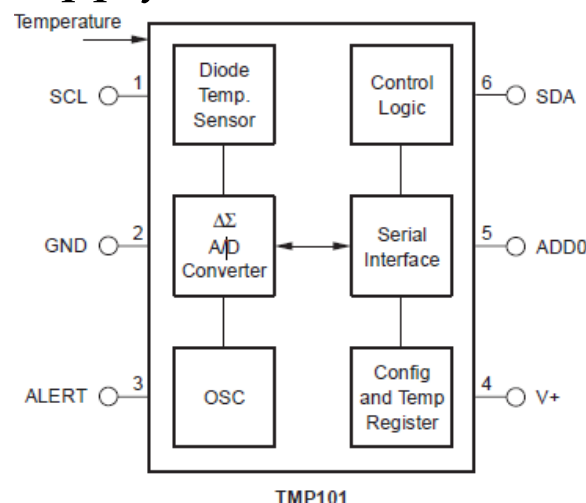 Temperature
SCL
1
Diode
Temp.
Sensor
Control
Logic
6
SDA
GND
2
ΔΣ
A/D
Converter
Serial
Interface
5
ADD0
ALERT
3
OSC
Config
and Temp
Register
4
V+
TMP101